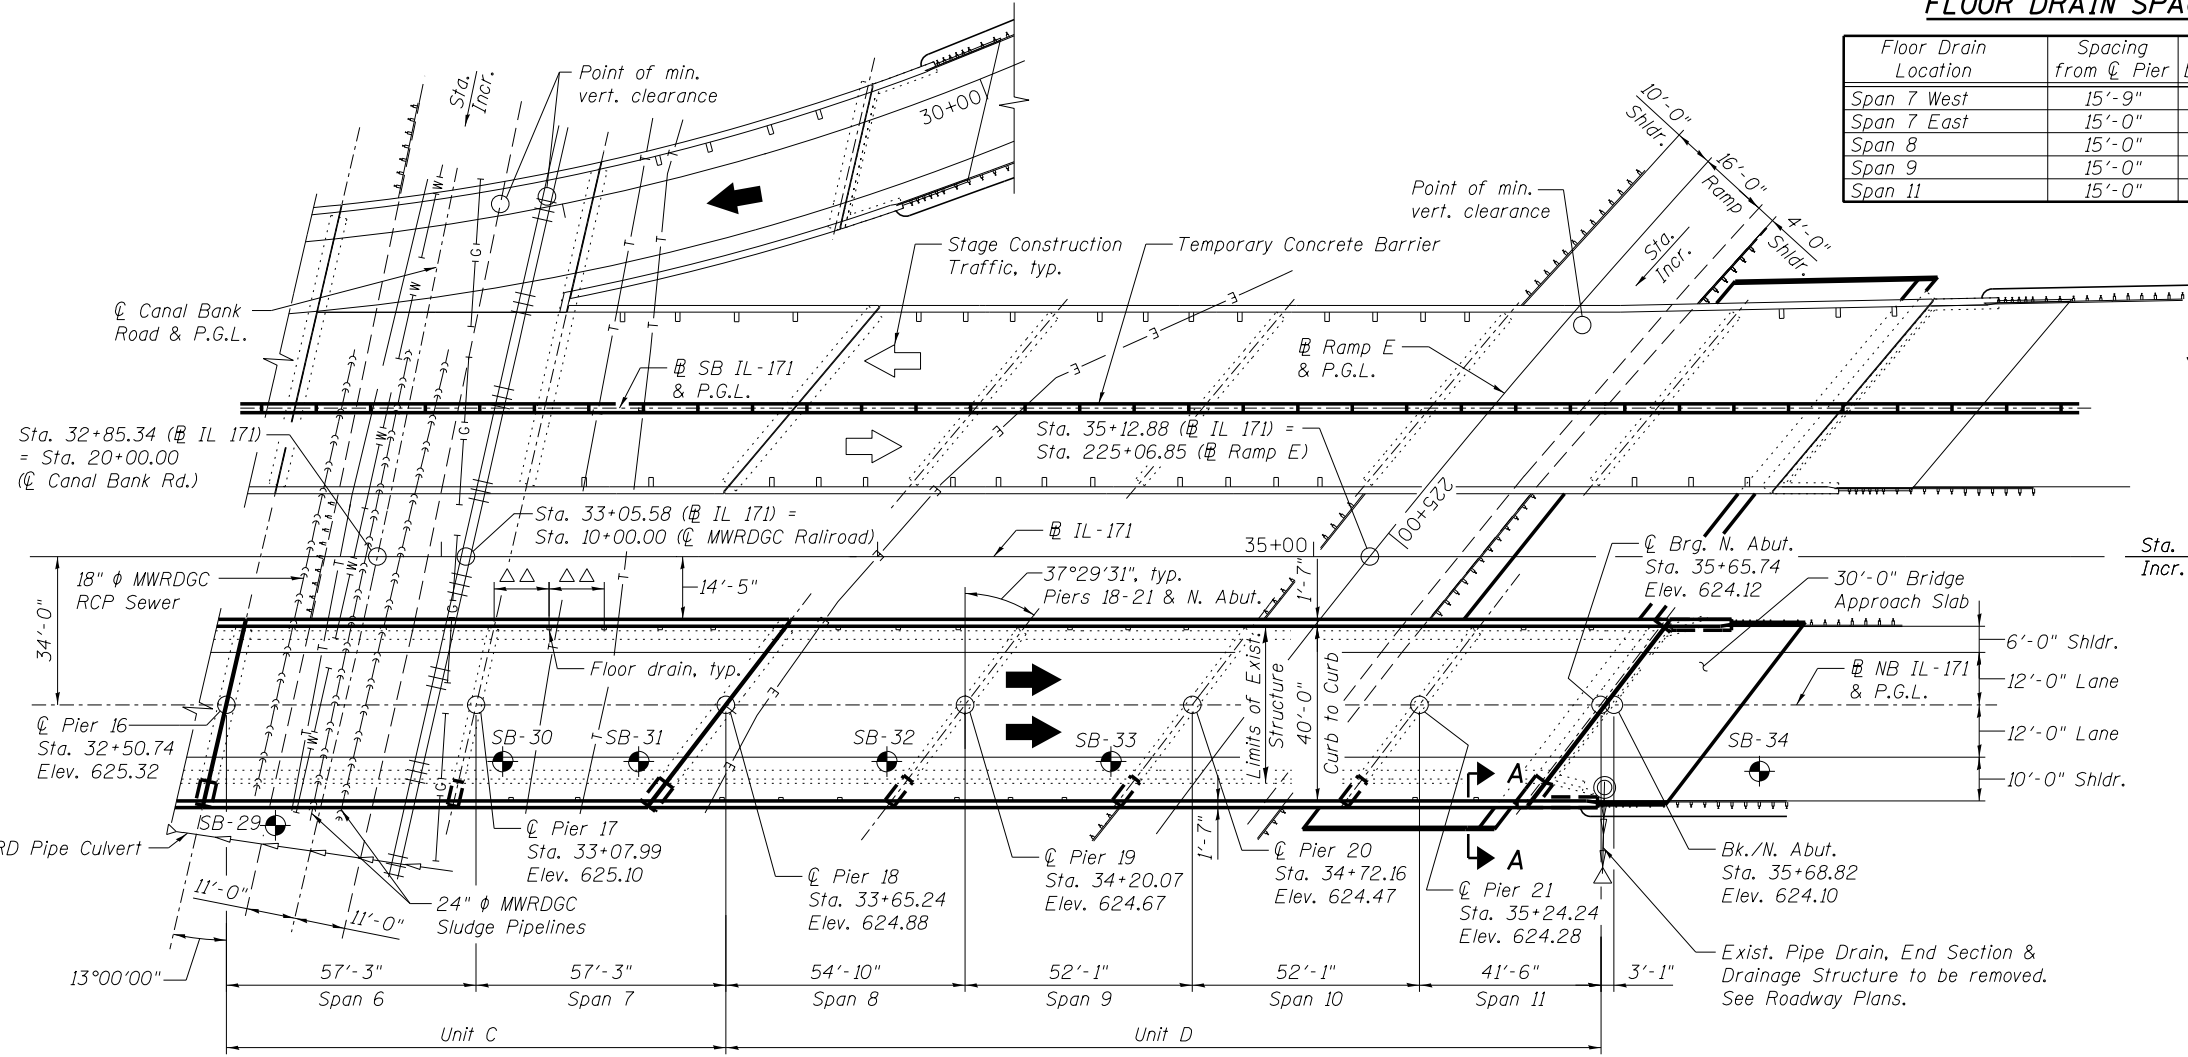 FLOOR DRAIN SPA
Floor Drain Location
Spacing from ℄ Pier
Span 7 West 15'-9"
Span 7 East 15'-0"
Span 8 15'-0"
Span 9 15'-0"
Span 11 15'-0"
Sta. Incr.
Point of min.
vert. clearance
30+00
10'-0"
Shldr.
16'-0"
Ramp
4'-0"
Shldr.
Point of min.
vert. clearance
Sta. Incr.
Stage Construction
Traffic, typ.
Temporary Concrete Barrier
℄ Canal Bank
Road & P.G.L.
B SB IL-171
& P.G.L.
B Ramp E
& P.G.L.
Sta. 32+85.34 (B IL 171)
= Sta. 20+00.00
(℄ Canal Bank Rd.)
Sta. 35+12.88 (B IL 171) =
Sta. 225+06.85 (B Ramp E)
225+00
Sta. 33+05.58 (B IL 171) =
Sta. 10+00.00 (℄ MWRDGC Raliroad)
B IL-171
35+00
℄ Brg. N. Abut.
Sta. 35+65.74
Elev. 624.12
Sta.
Incr.
18" φ MWRDGC
RCP Sewer
34'-0"
14'-5"
37°29'31", typ.
Piers 18-21 & N. Abut.
1'-7"
30'-0" Bridge
Approach Slab
6'-0" Shldr.
Floor drain, typ.
Limits of Exist.
Structure
40'-0"
Curb to Curb
B NB IL-171
& P.G.L.
12'-0" Lane
12'-0" Lane
10'-0" Shldr.
℄ Pier 16
Sta. 32+50.74
Elev. 625.32
SB-30
SB-31
SB-32
SB-33
SB-34
A
SB-29
RD Pipe Culvert
℄ Pier 17
Sta. 33+07.99
Elev. 625.10
℄ Pier 18
Sta. 33+65.24
Elev. 624.88
℄ Pier 19
Sta. 34+20.07
Elev. 624.67
1'-7"
℄ Pier 20
Sta. 34+72.16
Elev. 624.47
A
℄ Pier 21
Sta. 35+24.24
Elev. 624.28
Bk./N. Abut.
Sta. 35+68.82
Elev. 624.10
11'-0"
11'-0"
24" φ MWRDGC
Sludge Pipelines
13°00'00"
Exist. Pipe Drain, End Section &
Drainage Structure to be removed.
See Roadway Plans.
57'-3" 57'-3" 54'-10" 52'-1" 52'-1" 41'-6" 3'-1"
Span 6 Span 7 Span 8 Span 9 Span 10 Span 11
Unit C Unit D